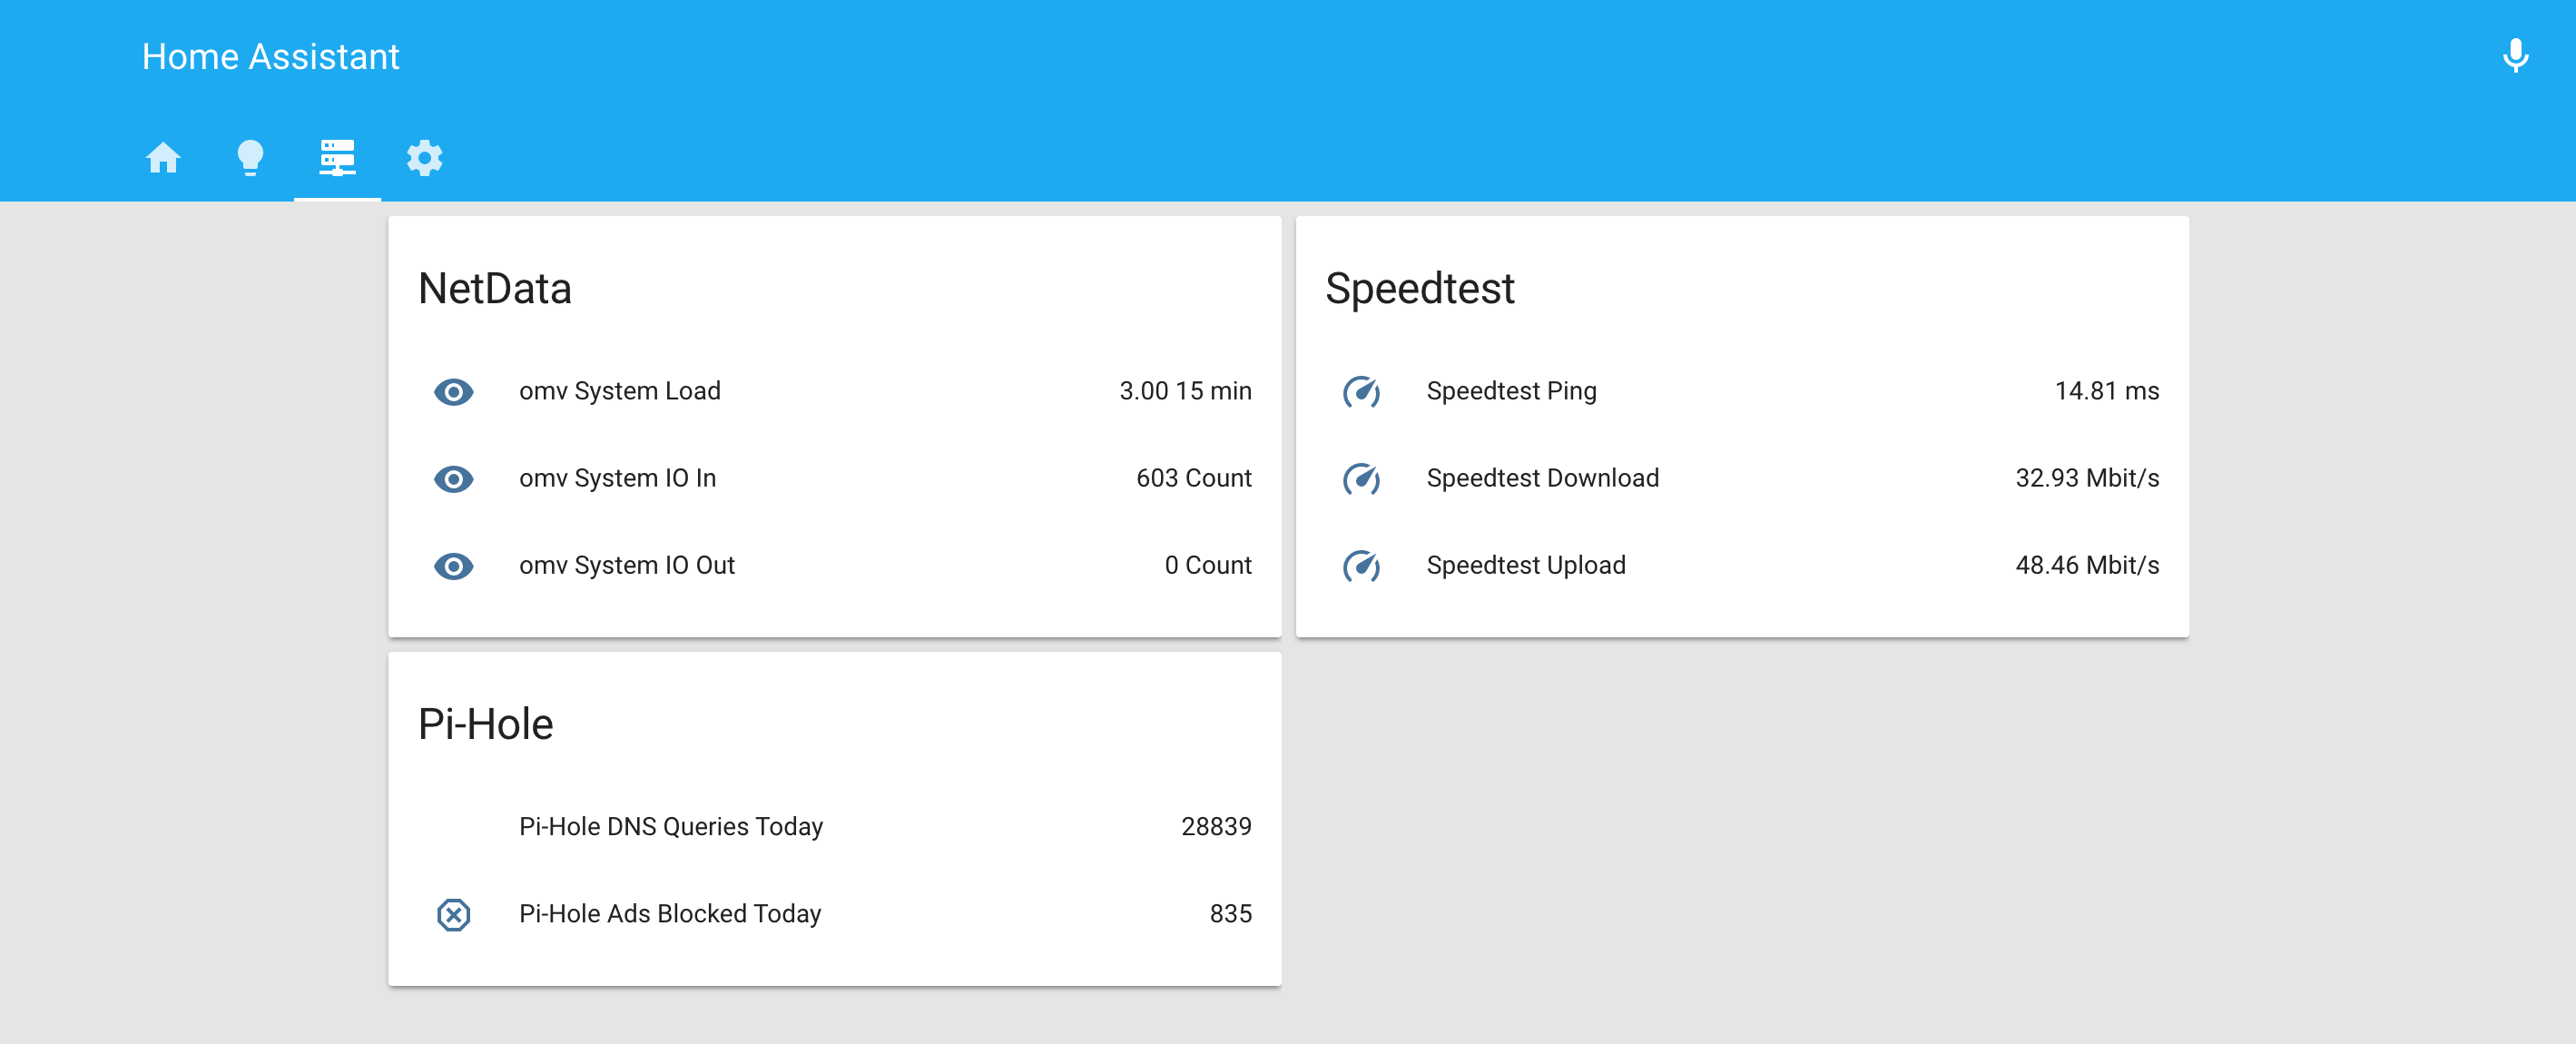 Home Assistant
NetData
omv System Load 3.00 15 min
omv System IO In 603 Count
omv System IO Out 0 Count
Speedtest
Speedtest Ping 14.81 ms
Speedtest Download 32.93 Mbit/s
Speedtest Upload 48.46 Mbit/s
Pi-Hole
Pi-Hole DNS Queries Today 28839
Pi-Hole Ads Blocked Today 835